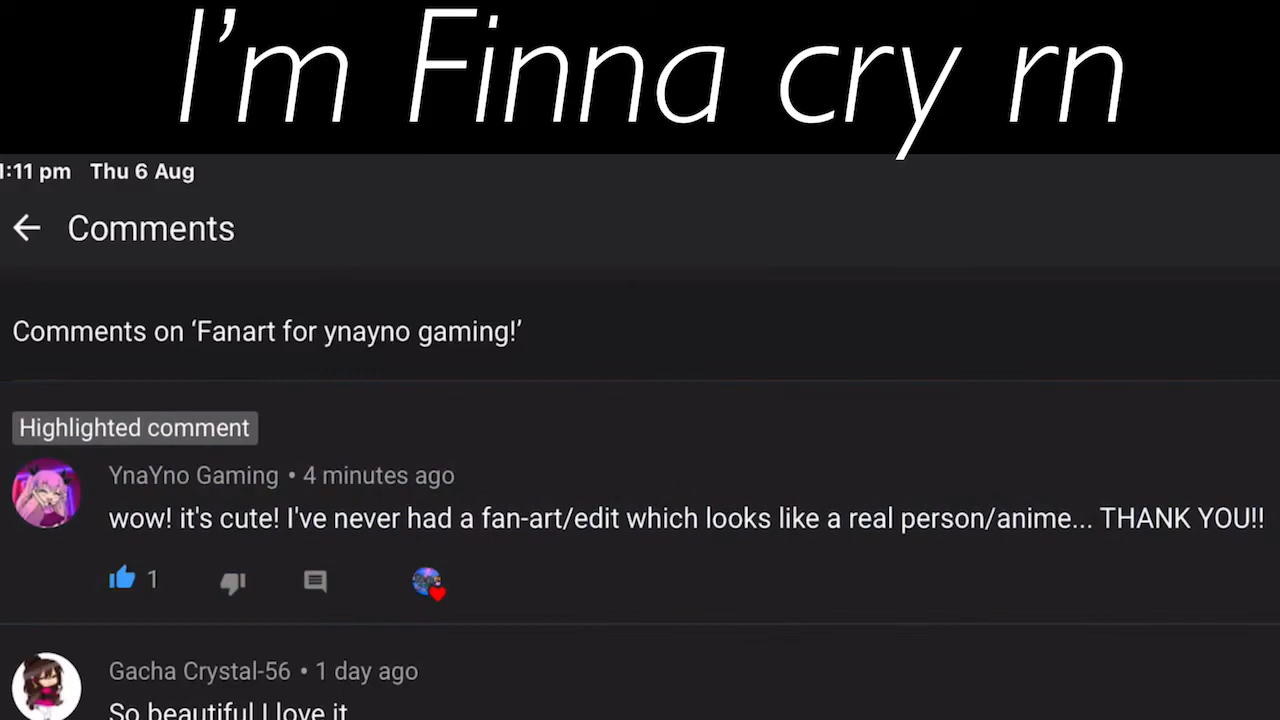 I'm Finna cry rn
1:11 pm Thu 6 Aug
Comments
Comments on ‘Fanart for ynayno gaming!’
Highlighted comment
YnaYno Gaming • 4 minutes ago
wow! it's cute! I've never had a fan-art/edit which looks like a real person/anime... THANK YOU!!
1
Gacha Crystal-56 • 1 day ago
So beautiful I love it